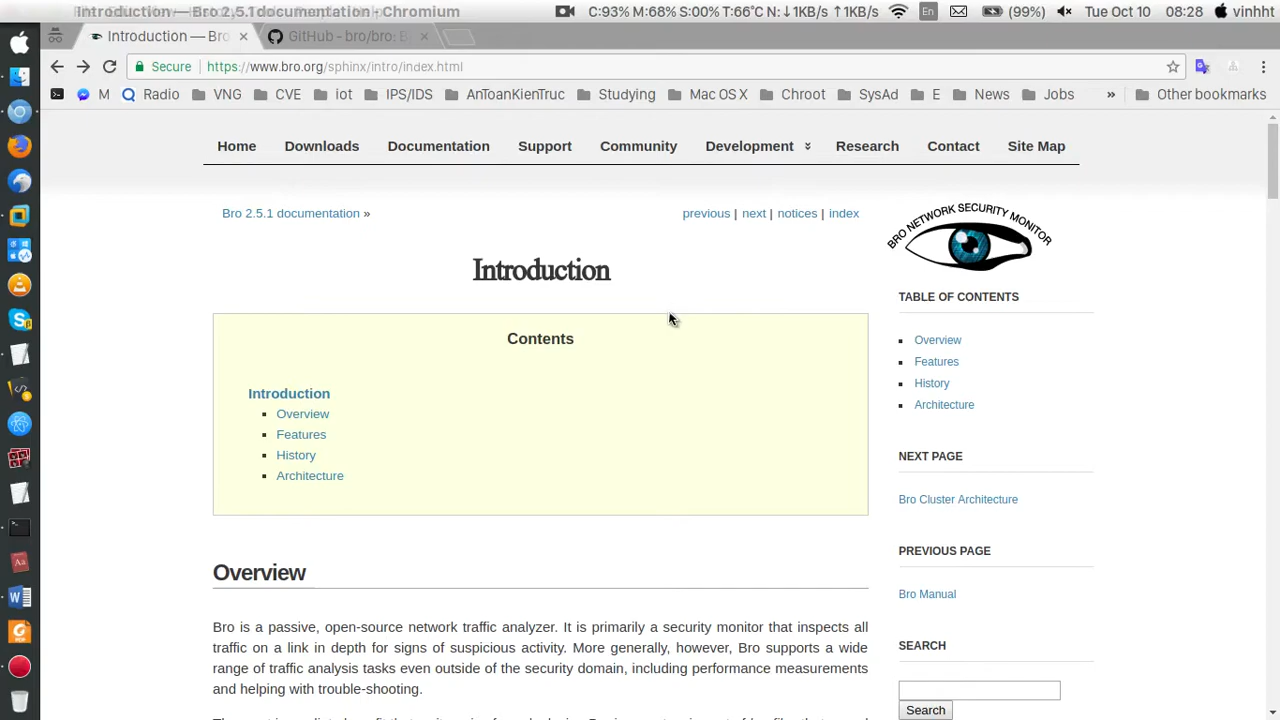 Introduction — Bro 2.5.1 documentation - Chromium
C:93% M:68% S:00% T:66°C N:↓1KB/s ↑1KB/s En (99%) Tue Oct 10 08:28 vinhht
Introduction — Bro × GitHub - bro/bro: B ×
Secure https://www.bro.org/sphinx/intro/index.html
M Radio VNG CVE iot IPS/IDS AnToanKienTruc Studying Mac OS X Chroot SysAd E News Jobs » Other bookmarks
Home Downloads Documentation Support Community Development Research Contact Site Map
Bro 2.5.1 documentation »
previous | next | notices | index
BRO NETWORK SECURITY MONITOR
Introduction
Contents
Introduction
▪ Overview
▪ Features
▪ History
▪ Architecture
Overview
Bro is a passive, open-source network traffic analyzer. It is primarily a security monitor that inspects all
traffic on a link in depth for signs of suspicious activity. More generally, however, Bro supports a wide
range of traffic analysis tasks even outside of the security domain, including performance measurements
and helping with trouble-shooting.
TABLE OF CONTENTS
▪ Overview
▪ Features
▪ History
▪ Architecture
NEXT PAGE
Bro Cluster Architecture
PREVIOUS PAGE
Bro Manual
SEARCH
Search